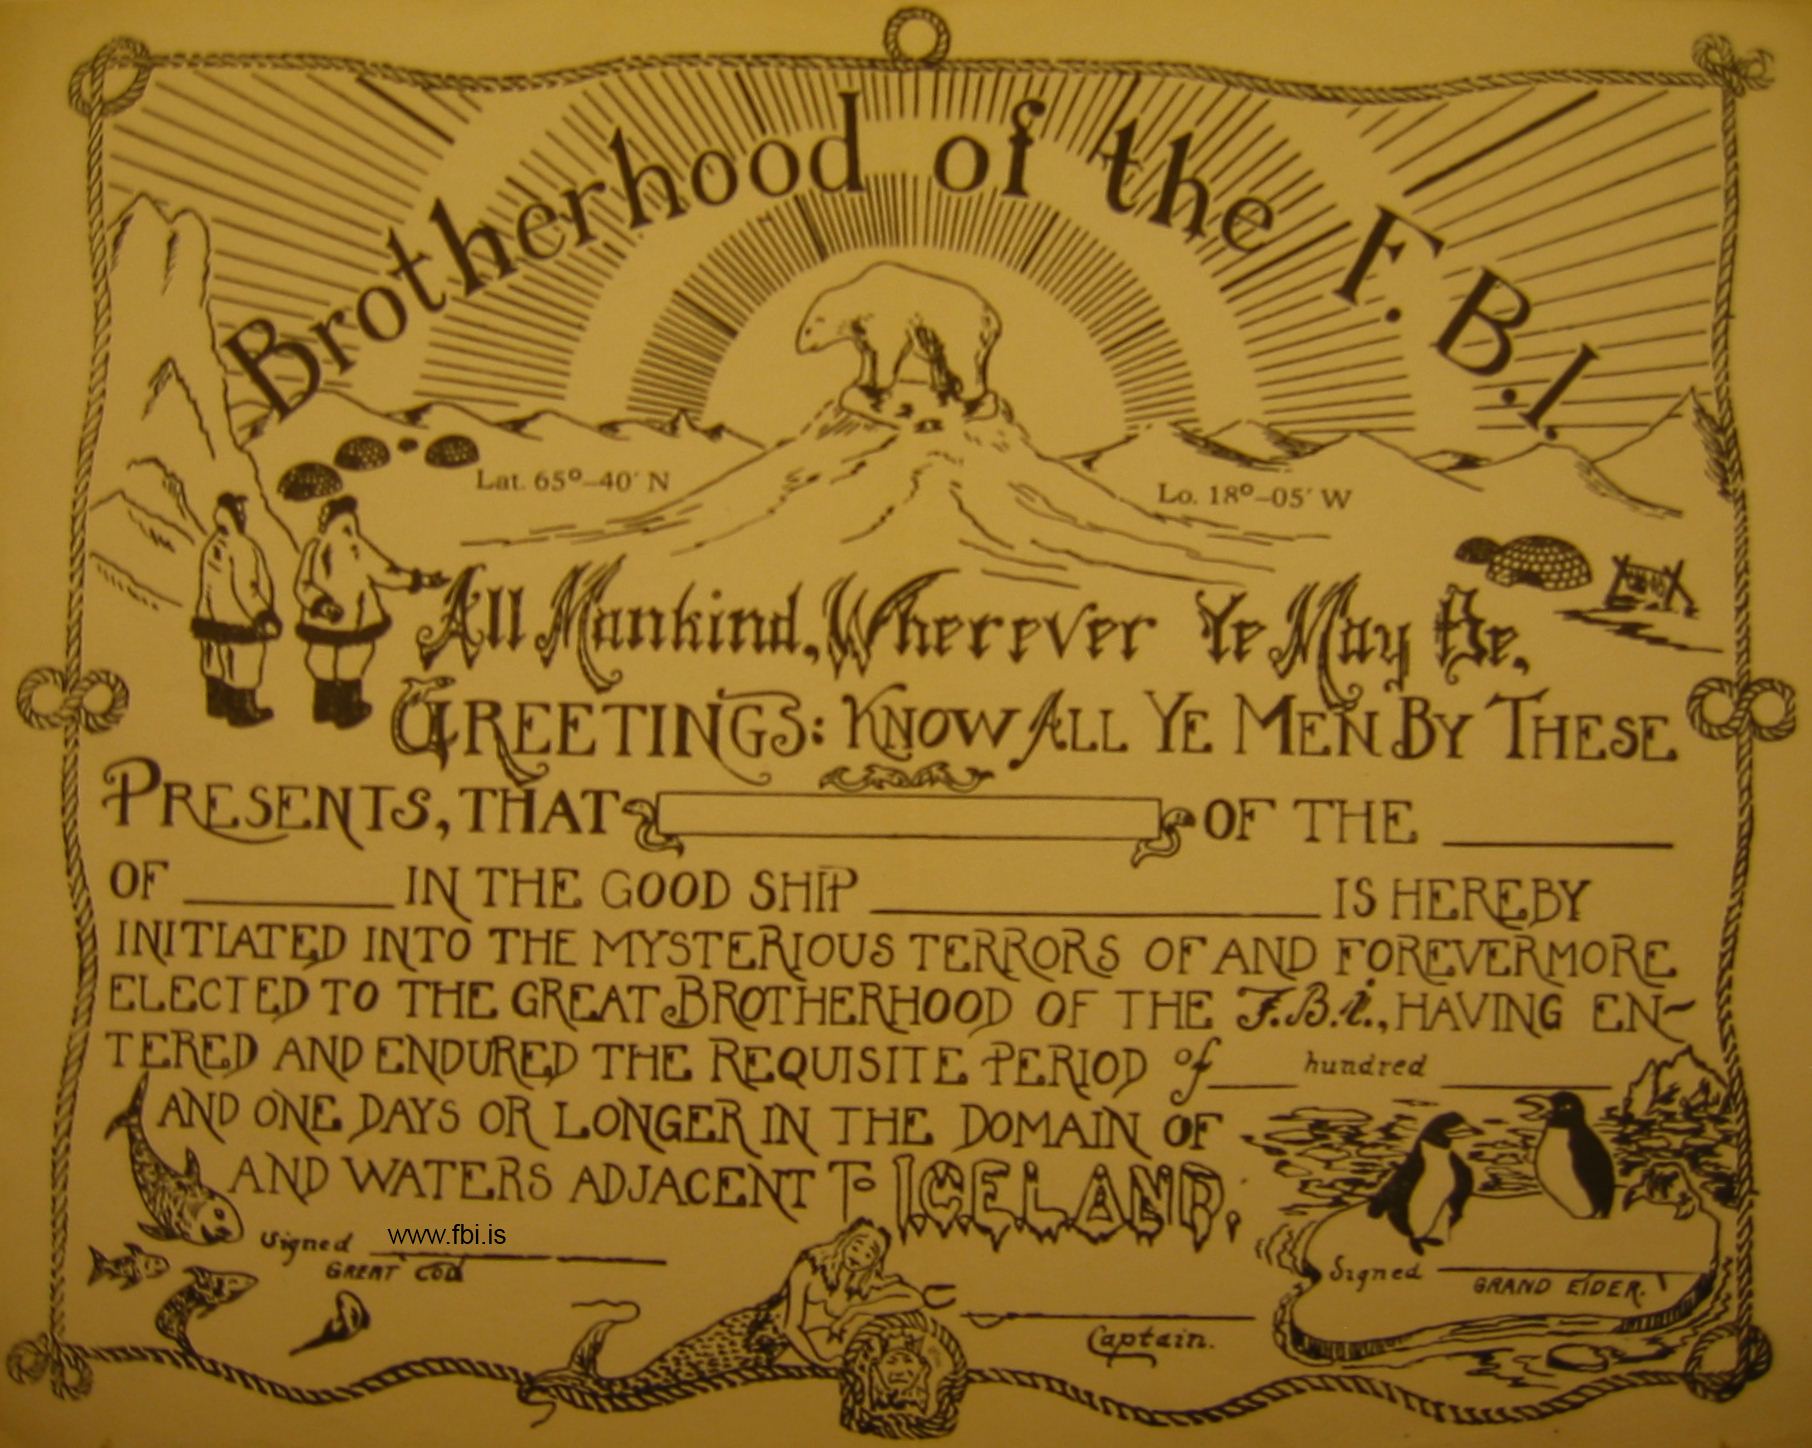 Brotherhood of the F.B.I.
Lat. 65°-40' N
Lo. 18°-05' W
All Mankind, Wherever Ye May Be,
GREETINGS: KNOW ALL YE MEN BY THESE
PRESENTS, THAT OF THE
OF IN THE GOOD SHIP IS HEREBY
INITIATED INTO THE MYSTERIOUS TERRORS OF AND FOREVERMORE
ELECTED TO THE GREAT BROTHERHOOD OF THE F.B.i., HAVING EN-
TERED AND ENDURED THE REQUISITE PERIOD of hundred
AND ONE DAYS OR LONGER IN THE DOMAIN OF
AND WATERS ADJACENT TO ICELAND.
Signed www.fbi.is
GREAT COD
Signed
GRAND EIDER.
Captain.